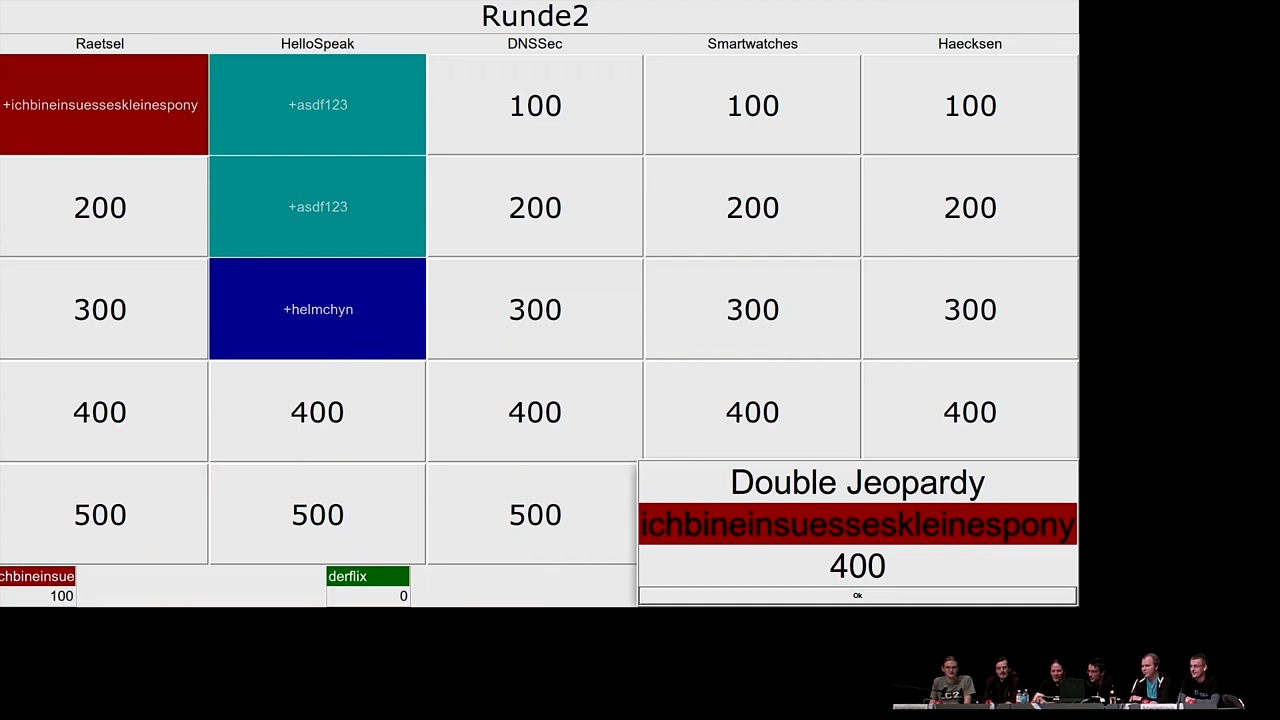 Runde2
Raetsel HelloSpeak DNSSec Smartwatches Haecksen
+ichbineinsuesseskleinespony +asdf123 100 100 100
200 +asdf123 200 200 200
300 +helmchyn 300 300 300
400 400 400 400 400
500 500 500
Double Jeopardy
ichbineinsuesseskleinespony
400
Ok
chbineinsue derflix
100 0